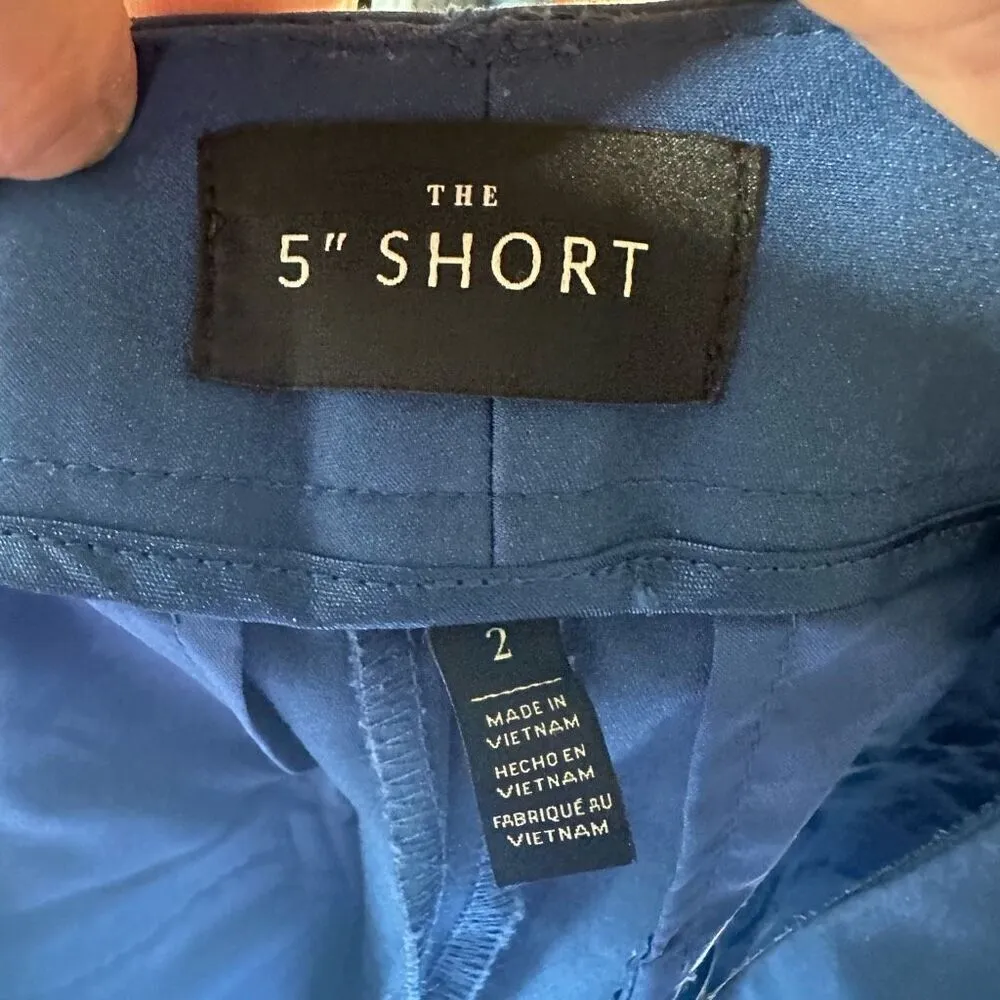 THE
5" SHORT
2
MADE IN
VIETNAM
HECHO EN
VIETNAM
FABRIQUÉ AU
VIETNAM